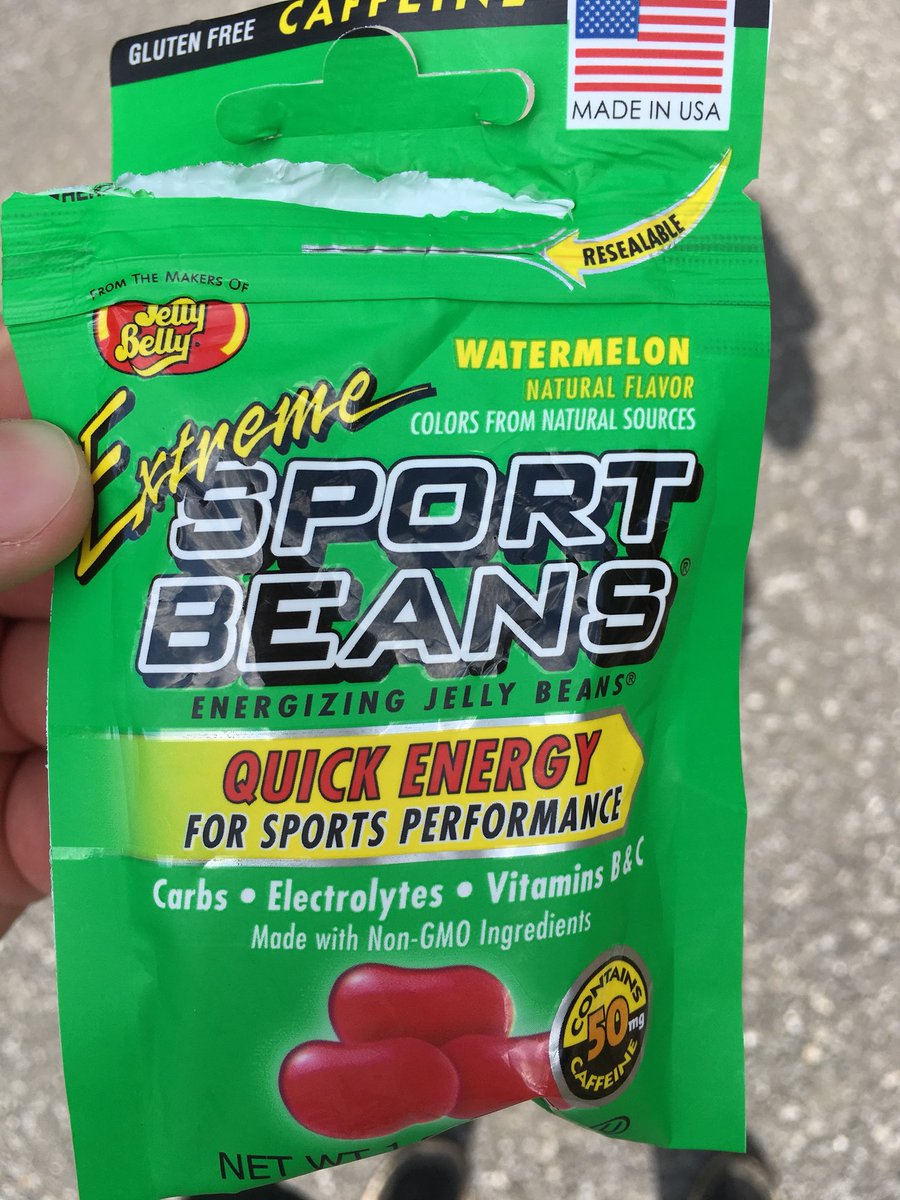 GLUTEN FREE
CAFFEINE
MADE IN USA
RESEALABLE
FROM THE MAKERS OF
Jelly
Belly
WATERMELON
NATURAL FLAVOR
COLORS FROM NATURAL SOURCES
Extreme
SPORT
BEANS®
ENERGIZING JELLY BEANS®
QUICK ENERGY
FOR SPORTS PERFORMANCE
Carbs • Electrolytes • Vitamins B & C
Made with Non-GMO Ingredients
CONTAINS
50mg
CAFFEINE
NET WT